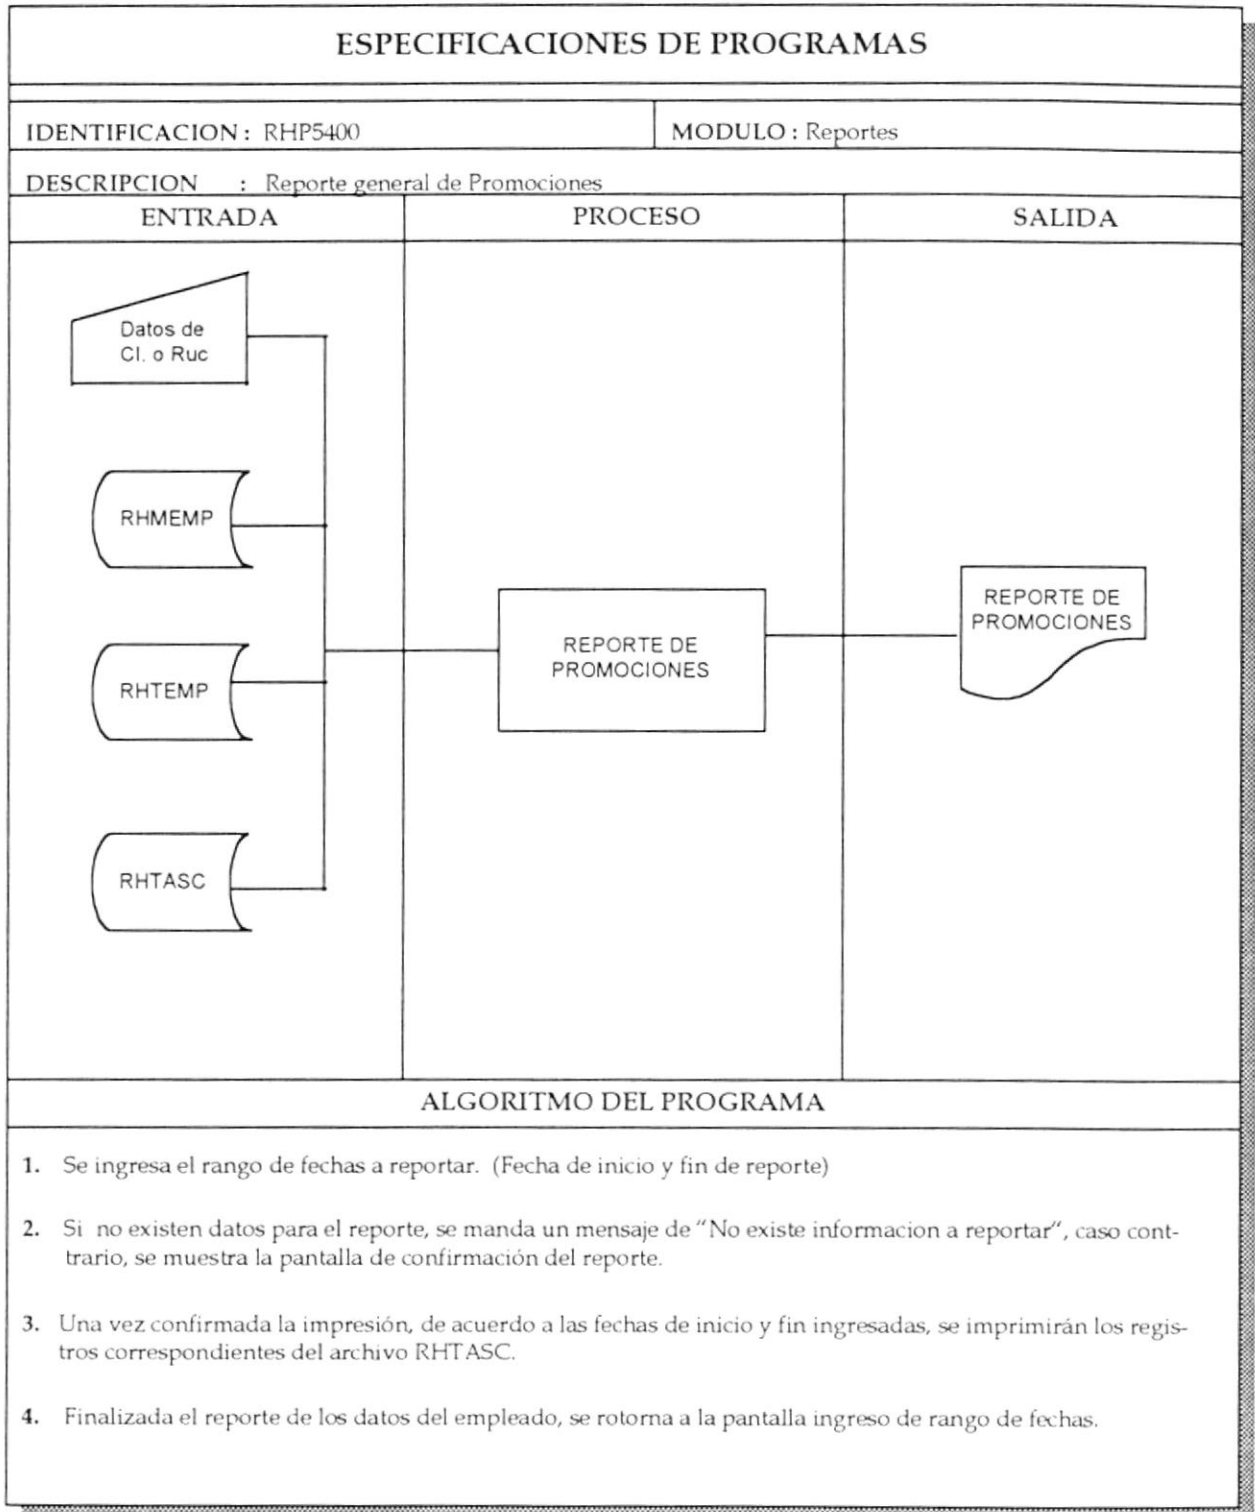 ESPECIFICACIONES DE PROGRAMAS
IDENTIFICACION : RHP5400
MODULO : Reportes
DESCRIPCION : Reporte general de Promociones
ENTRADA
PROCESO
SALIDA
Datos de
CI. o Ruc
RHMEMP
RHTEMP
RHTASC
REPORTE DE
PROMOCIONES
REPORTE DE
PROMOCIONES
ALGORITMO DEL PROGRAMA
1. Se ingresa el rango de fechas a reportar. (Fecha de inicio y fin de reporte)
2. Si no existen datos para el reporte, se manda un mensaje de "No existe informacion a reportar", caso cont-
trario, se muestra la pantalla de confirmación del reporte.
3. Una vez confirmada la impresión, de acuerdo a las fechas de inicio y fin ingresadas, se imprimirán los regis-
tros correspondientes del archivo RHTASC.
4. Finalizada el reporte de los datos del empleado, se rotorna a la pantalla ingreso de rango de fechas.